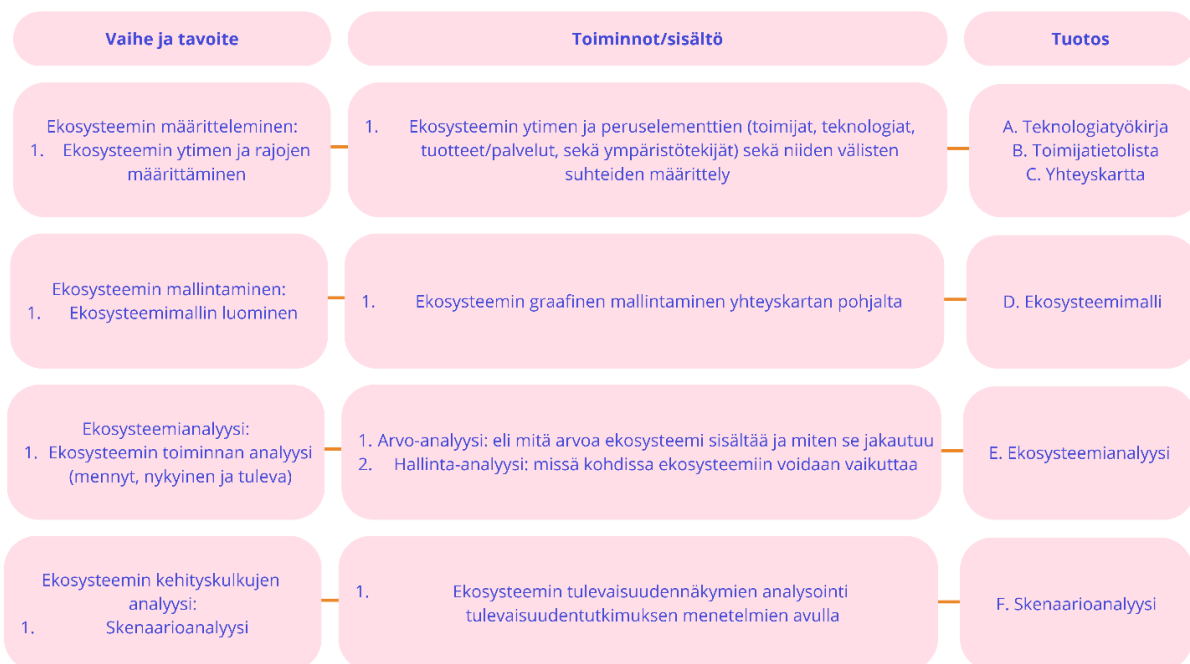 Vaihe ja tavoite
Toiminnot/sisältö
Tuotos
Ekosysteemin määritteleminen:
1. Ekosysteemin ytimen ja rajojen
määrittäminen
1. Ekosysteemin ytimen ja peruselementtien (toimijat, teknologiat,
tuotteet/palvelut, sekä ympäristötekijät) sekä niiden välisten
suhteiden määrittely
A. Teknologiatyökirja
B. Toimijatietolista
C. Yhteyskartta
Ekosysteemin mallintaminen:
1. Ekosysteemimallin luominen
1. Ekosysteemin graafinen mallintaminen yhteyskartan pohjalta
D. Ekosysteemimalli
Ekosysteemianalyysi:
1. Ekosysteemin toiminnan analyysi
(mennyt, nykyinen ja tuleva)
1. Arvo-analyysi: eli mitä arvoa ekosysteemi sisältää ja miten se jakautuu
2. Hallinta-analyysi: missä kohdissa ekosysteemiin voidaan vaikuttaa
E. Ekosysteemianalyysi
Ekosysteemin kehityskulkujen
analyysi:
1. Skenaarioanalyysi
1. Ekosysteemin tulevaisuudennäkymien analysointi
tulevaisuudentutkimuksen menetelmien avulla
F. Skenaarioanalyysi